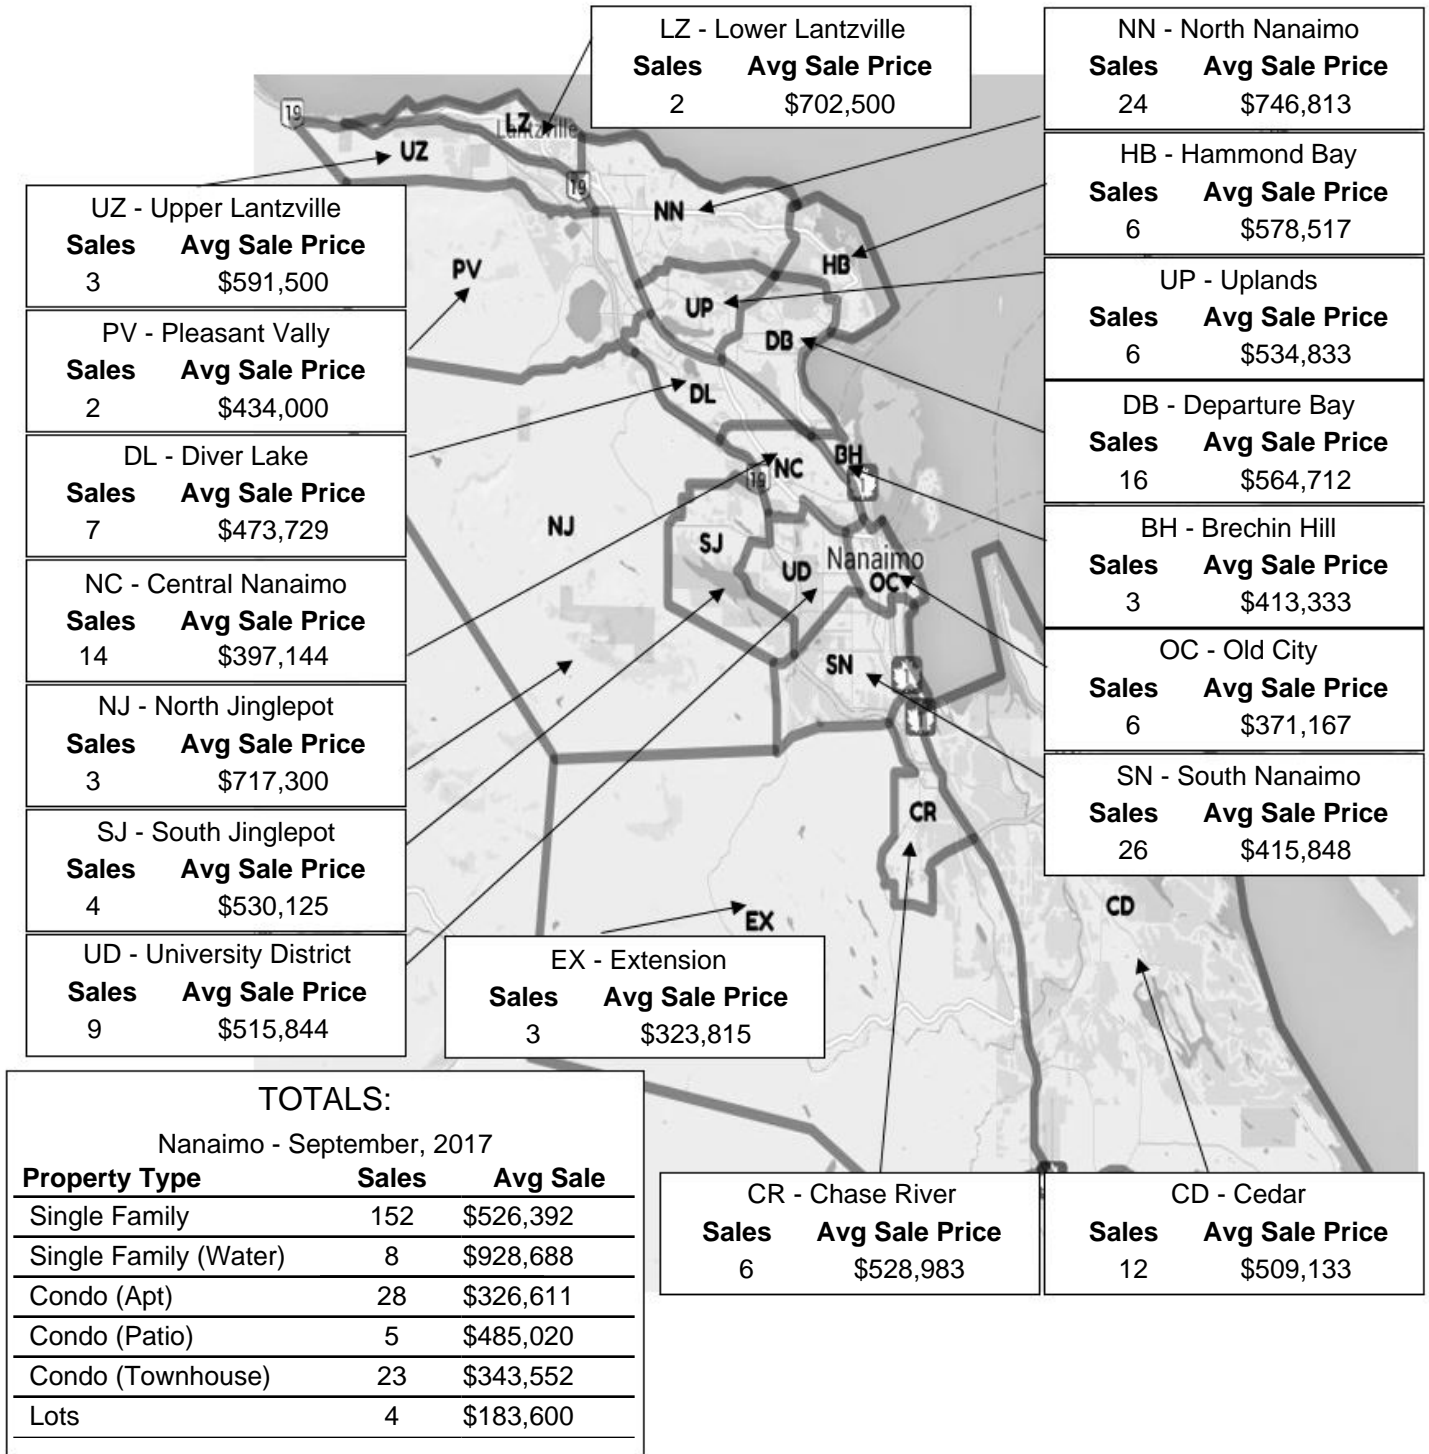 LZ - Lower Lantzville
Sales Avg Sale Price
2 $702,500
NN - North Nanaimo
Sales Avg Sale Price
24 $746,813
HB - Hammond Bay
Sales Avg Sale Price
6 $578,517
UP - Uplands
Sales Avg Sale Price
6 $534,833
DB - Departure Bay
Sales Avg Sale Price
16 $564,712
BH - Brechin Hill
Sales Avg Sale Price
3 $413,333
OC - Old City
Sales Avg Sale Price
6 $371,167
SN - South Nanaimo
Sales Avg Sale Price
26 $415,848
UZ - Upper Lantzville
Sales Avg Sale Price
3 $591,500
PV - Pleasant Vally
Sales Avg Sale Price
2 $434,000
DL - Diver Lake
Sales Avg Sale Price
7 $473,729
NC - Central Nanaimo
Sales Avg Sale Price
14 $397,144
NJ - North Jinglepot
Sales Avg Sale Price
3 $717,300
SJ - South Jinglepot
Sales Avg Sale Price
4 $530,125
UD - University District
Sales Avg Sale Price
9 $515,844
EX - Extension
Sales Avg Sale Price
3 $323,815
CR - Chase River
Sales Avg Sale Price
6 $528,983
CD - Cedar
Sales Avg Sale Price
12 $509,133
19
LZ
Lantzville
UZ
19
NN
PV
HB
UP
DB
DL
BH
NC
19
1
NJ
SJ
Nanaimo
UD
OC
SN
1
CR
CD
EX
TOTALS:
Nanaimo - September, 2017
Property Type Sales Avg Sale
Single Family 152 $526,392
Single Family (Water) 8 $928,688
Condo (Apt) 28 $326,611
Condo (Patio) 5 $485,020
Condo (Townhouse) 23 $343,552
Lots 4 $183,600